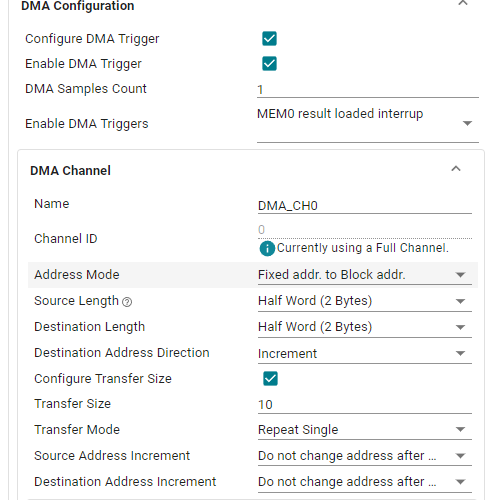 DMA Configuration
Configure DMA Trigger
Enable DMA Trigger
DMA Samples Count 1
Enable DMA Triggers MEM0 result loaded interrup
DMA Channel
Name DMA_CH0
Channel ID 0
Currently using a Full Channel.
Address Mode Fixed addr. to Block addr.
Source Length Half Word (2 Bytes)
Destination Length Half Word (2 Bytes)
Destination Address Direction Increment
Configure Transfer Size
Transfer Size 10
Transfer Mode Repeat Single
Source Address Increment Do not change address after ...
Destination Address Increment Do not change address after ...